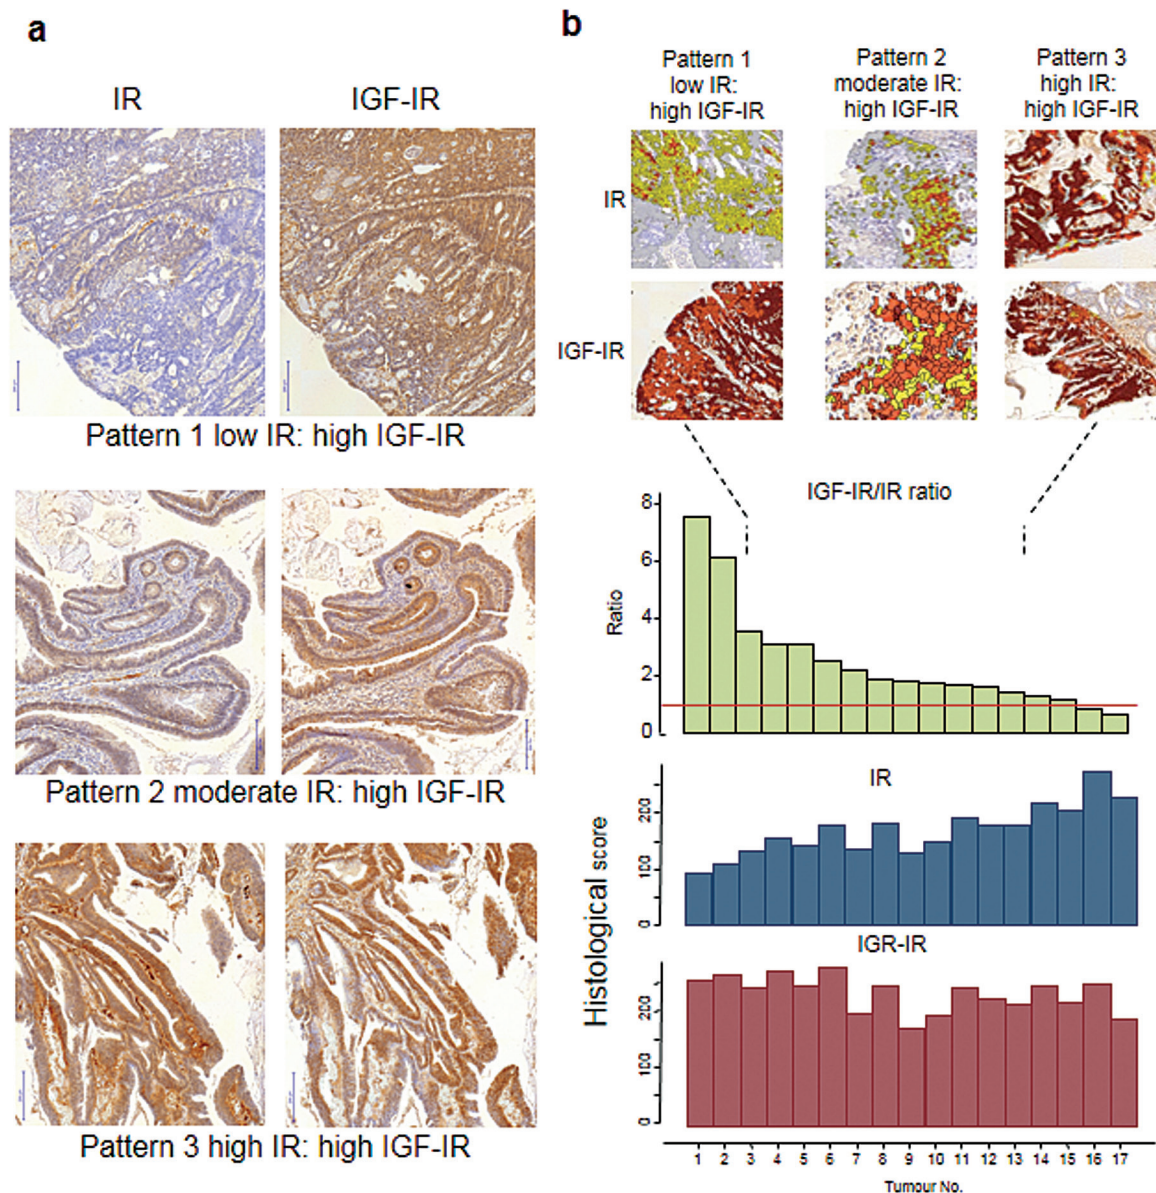 a
IR IGF-IR
Pattern 1 low IR: high IGF-IR
Pattern 2 moderate IR: high IGF-IR
Pattern 3 high IR: high IGF-IR
b
Pattern 1
low IR:
high IGF-IR
Pattern 2
moderate IR:
high IGF-IR
Pattern 3
high IR:
high IGF-IR
IR
IGF-IR
IGF-IR/IR ratio
Ratio
8
6
4
2
0
IR
200
100
0
Histological score
IGR-IR
200
100
0
1 2 3 4 5 6 7 8 9 10 11 12 13 14 15 16 17
Tumour No.